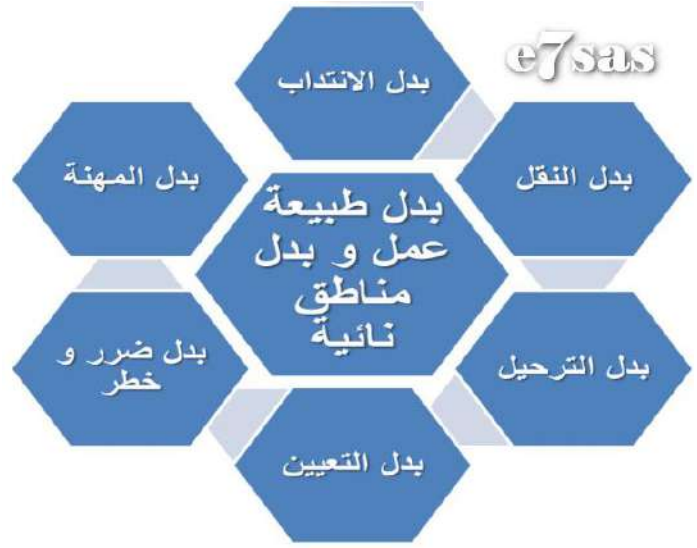 e7sas
بدل الانتداب
بدل النقل
بدل المهنة
بدل طبيعة
عمل و بدل
مناطق
نائية
بدل الترحيل
بدل ضرر و
خطر
بدل التعيين